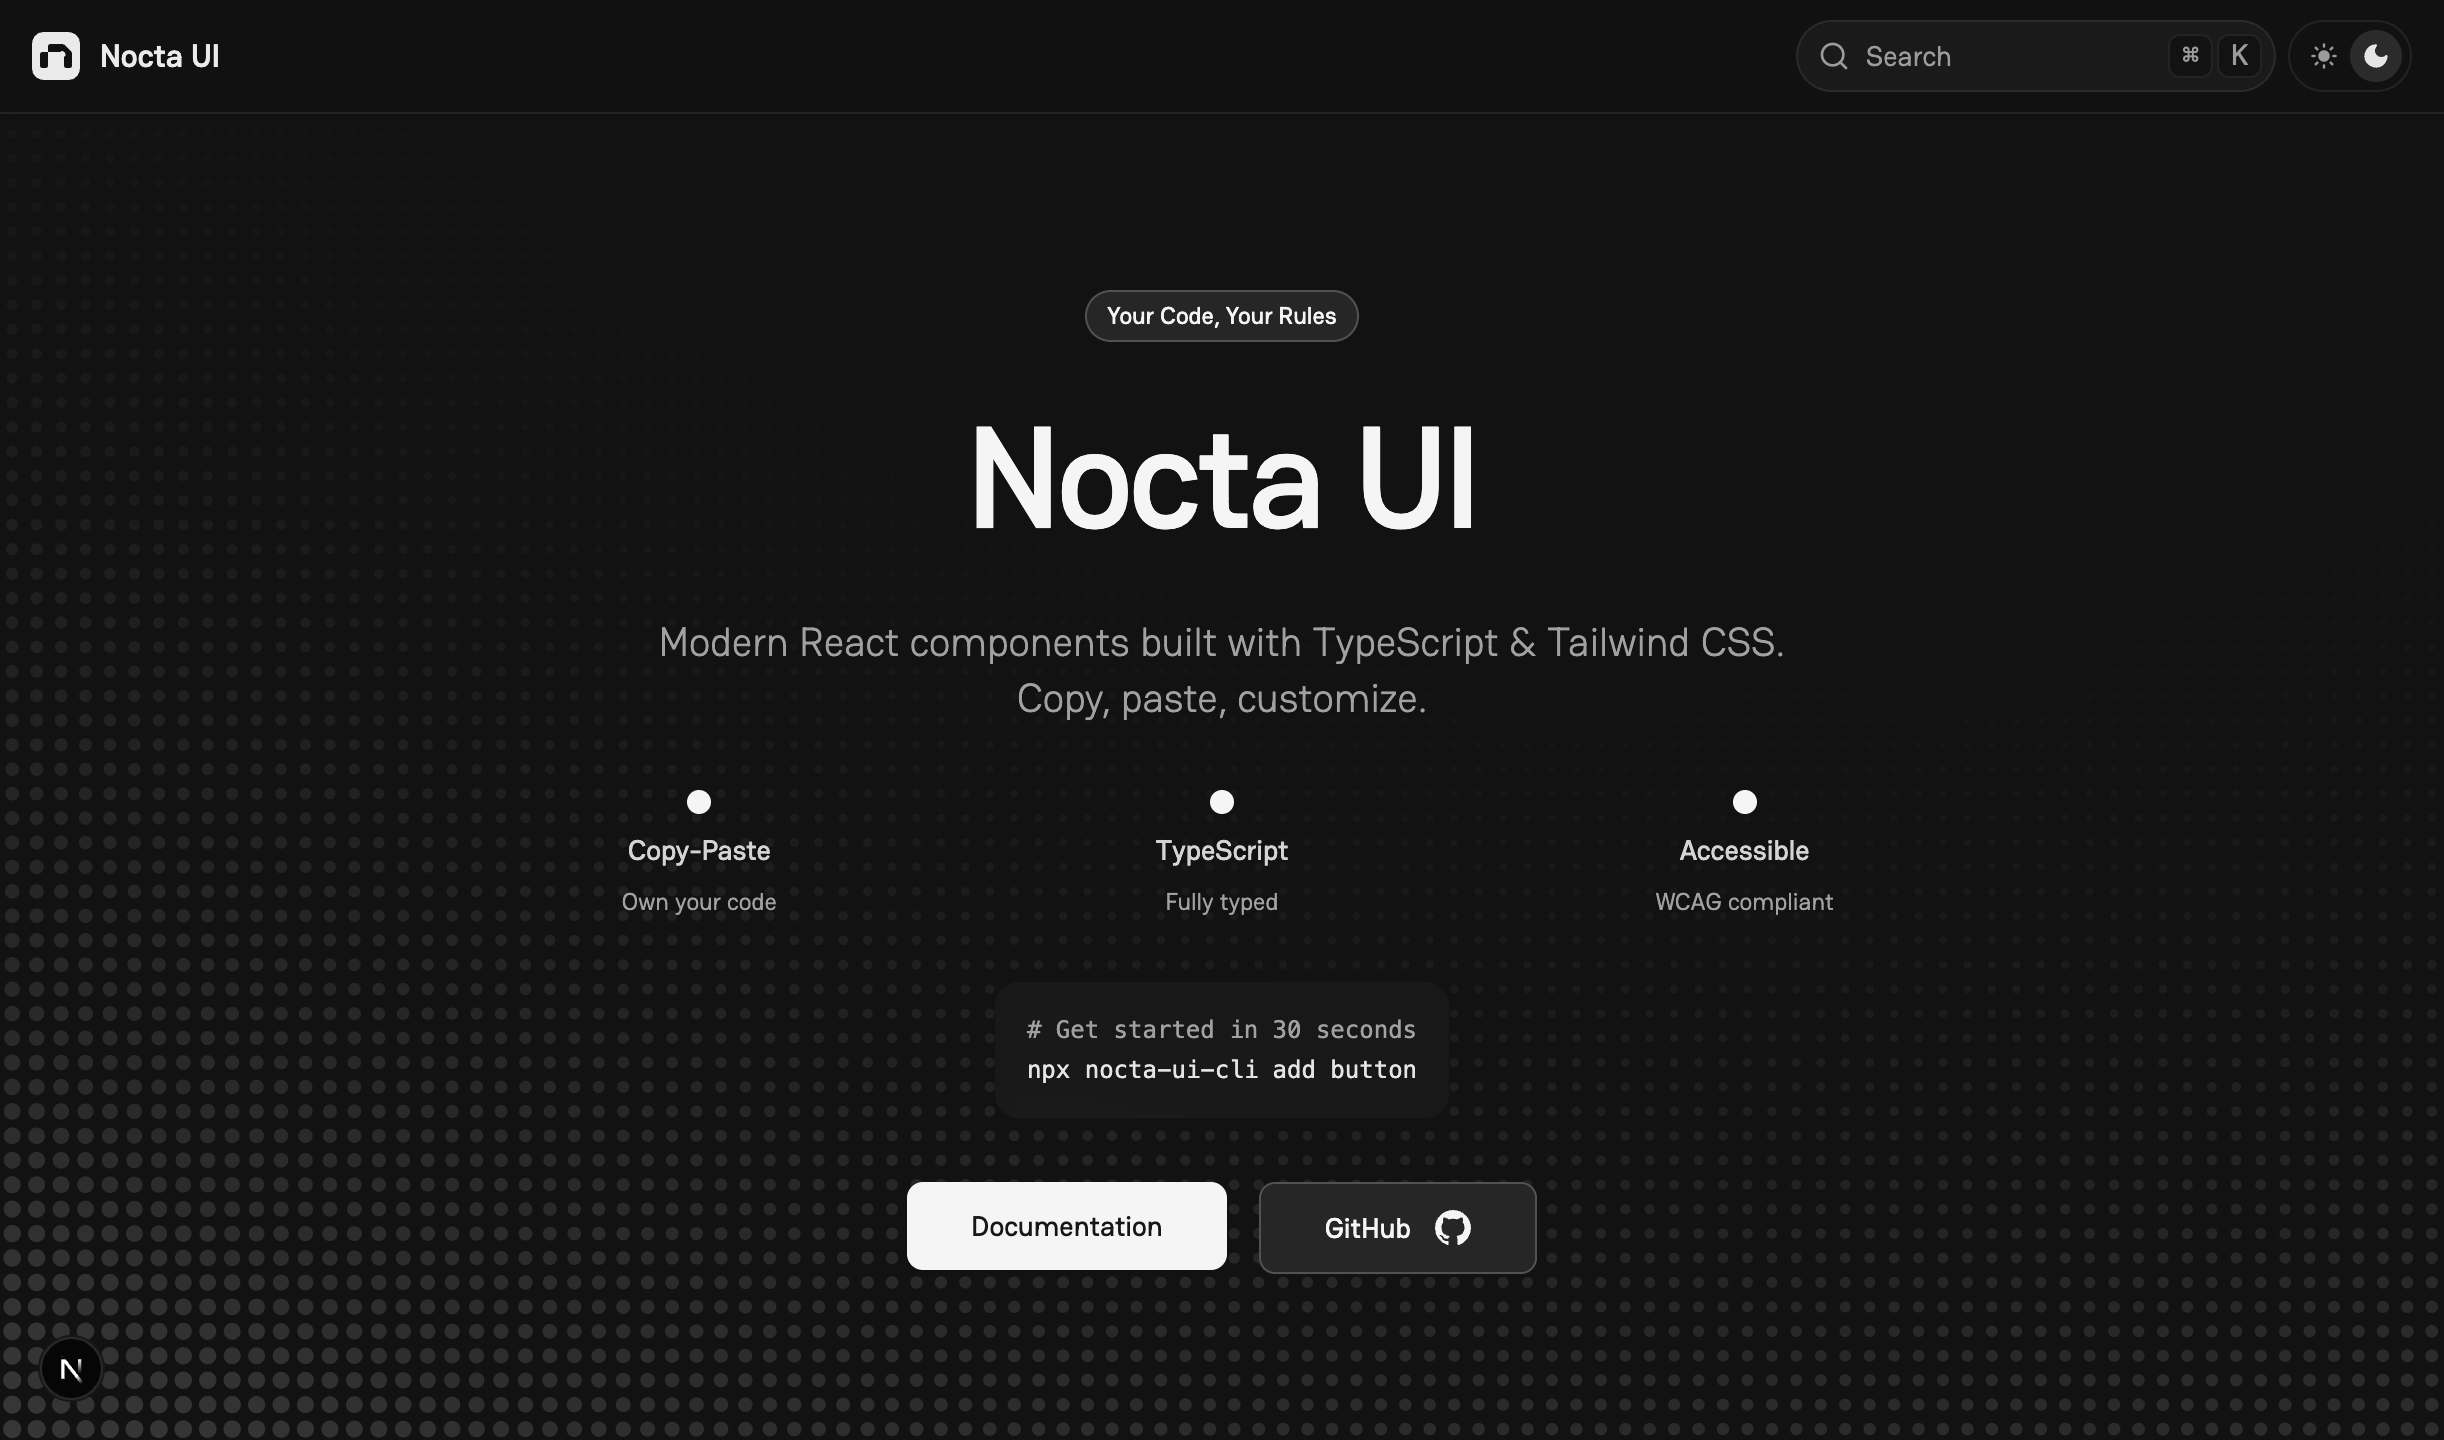 Nocta UI
Search ⌘ K
Your Code, Your Rules
Nocta UI
Modern React components built with TypeScript & Tailwind CSS.
Copy, paste, customize.
Copy-Paste
Own your code
TypeScript
Fully typed
Accessible
WCAG compliant
# Get started in 30 seconds
npx nocta-ui-cli add button
Documentation
GitHub
N